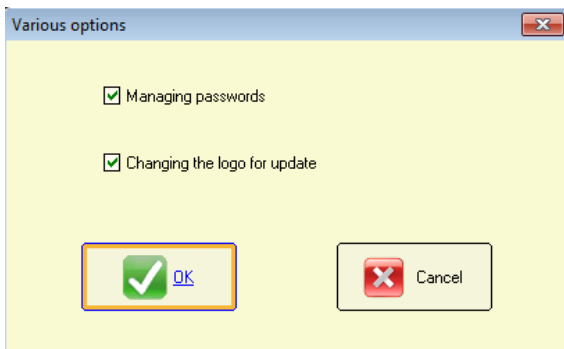 Various options
Managing passwords
Changing the logo for update
OK
Cancel